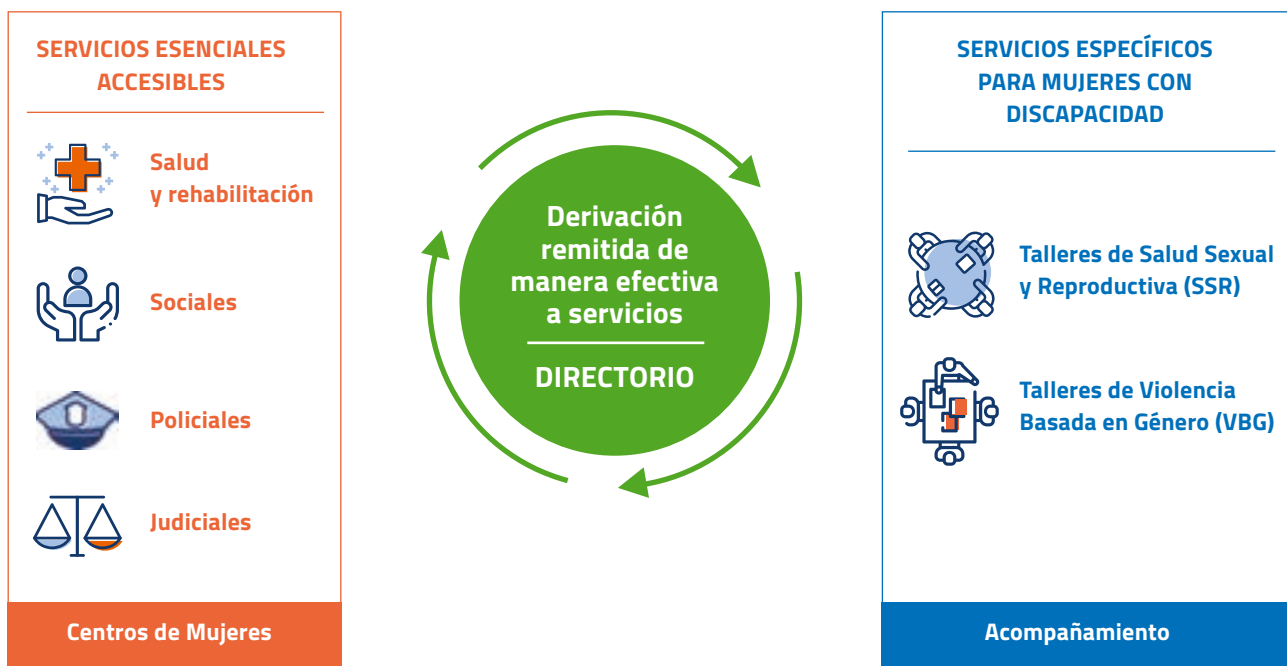 SERVICIOS ESENCIALES
ACCESIBLES
Salud
y rehabilitación
Sociales
Policiales
Judiciales
Centros de Mujeres
Derivación
remitida de
manera efectiva
a servicios
DIRECTORIO
SERVICIOS ESPECÍFICOS
PARA MUJERES CON
DISCAPACIDAD
Talleres de Salud Sexual
y Reproductiva (SSR)
Talleres de Violencia
Basada en Género (VBG)
Acompañamiento